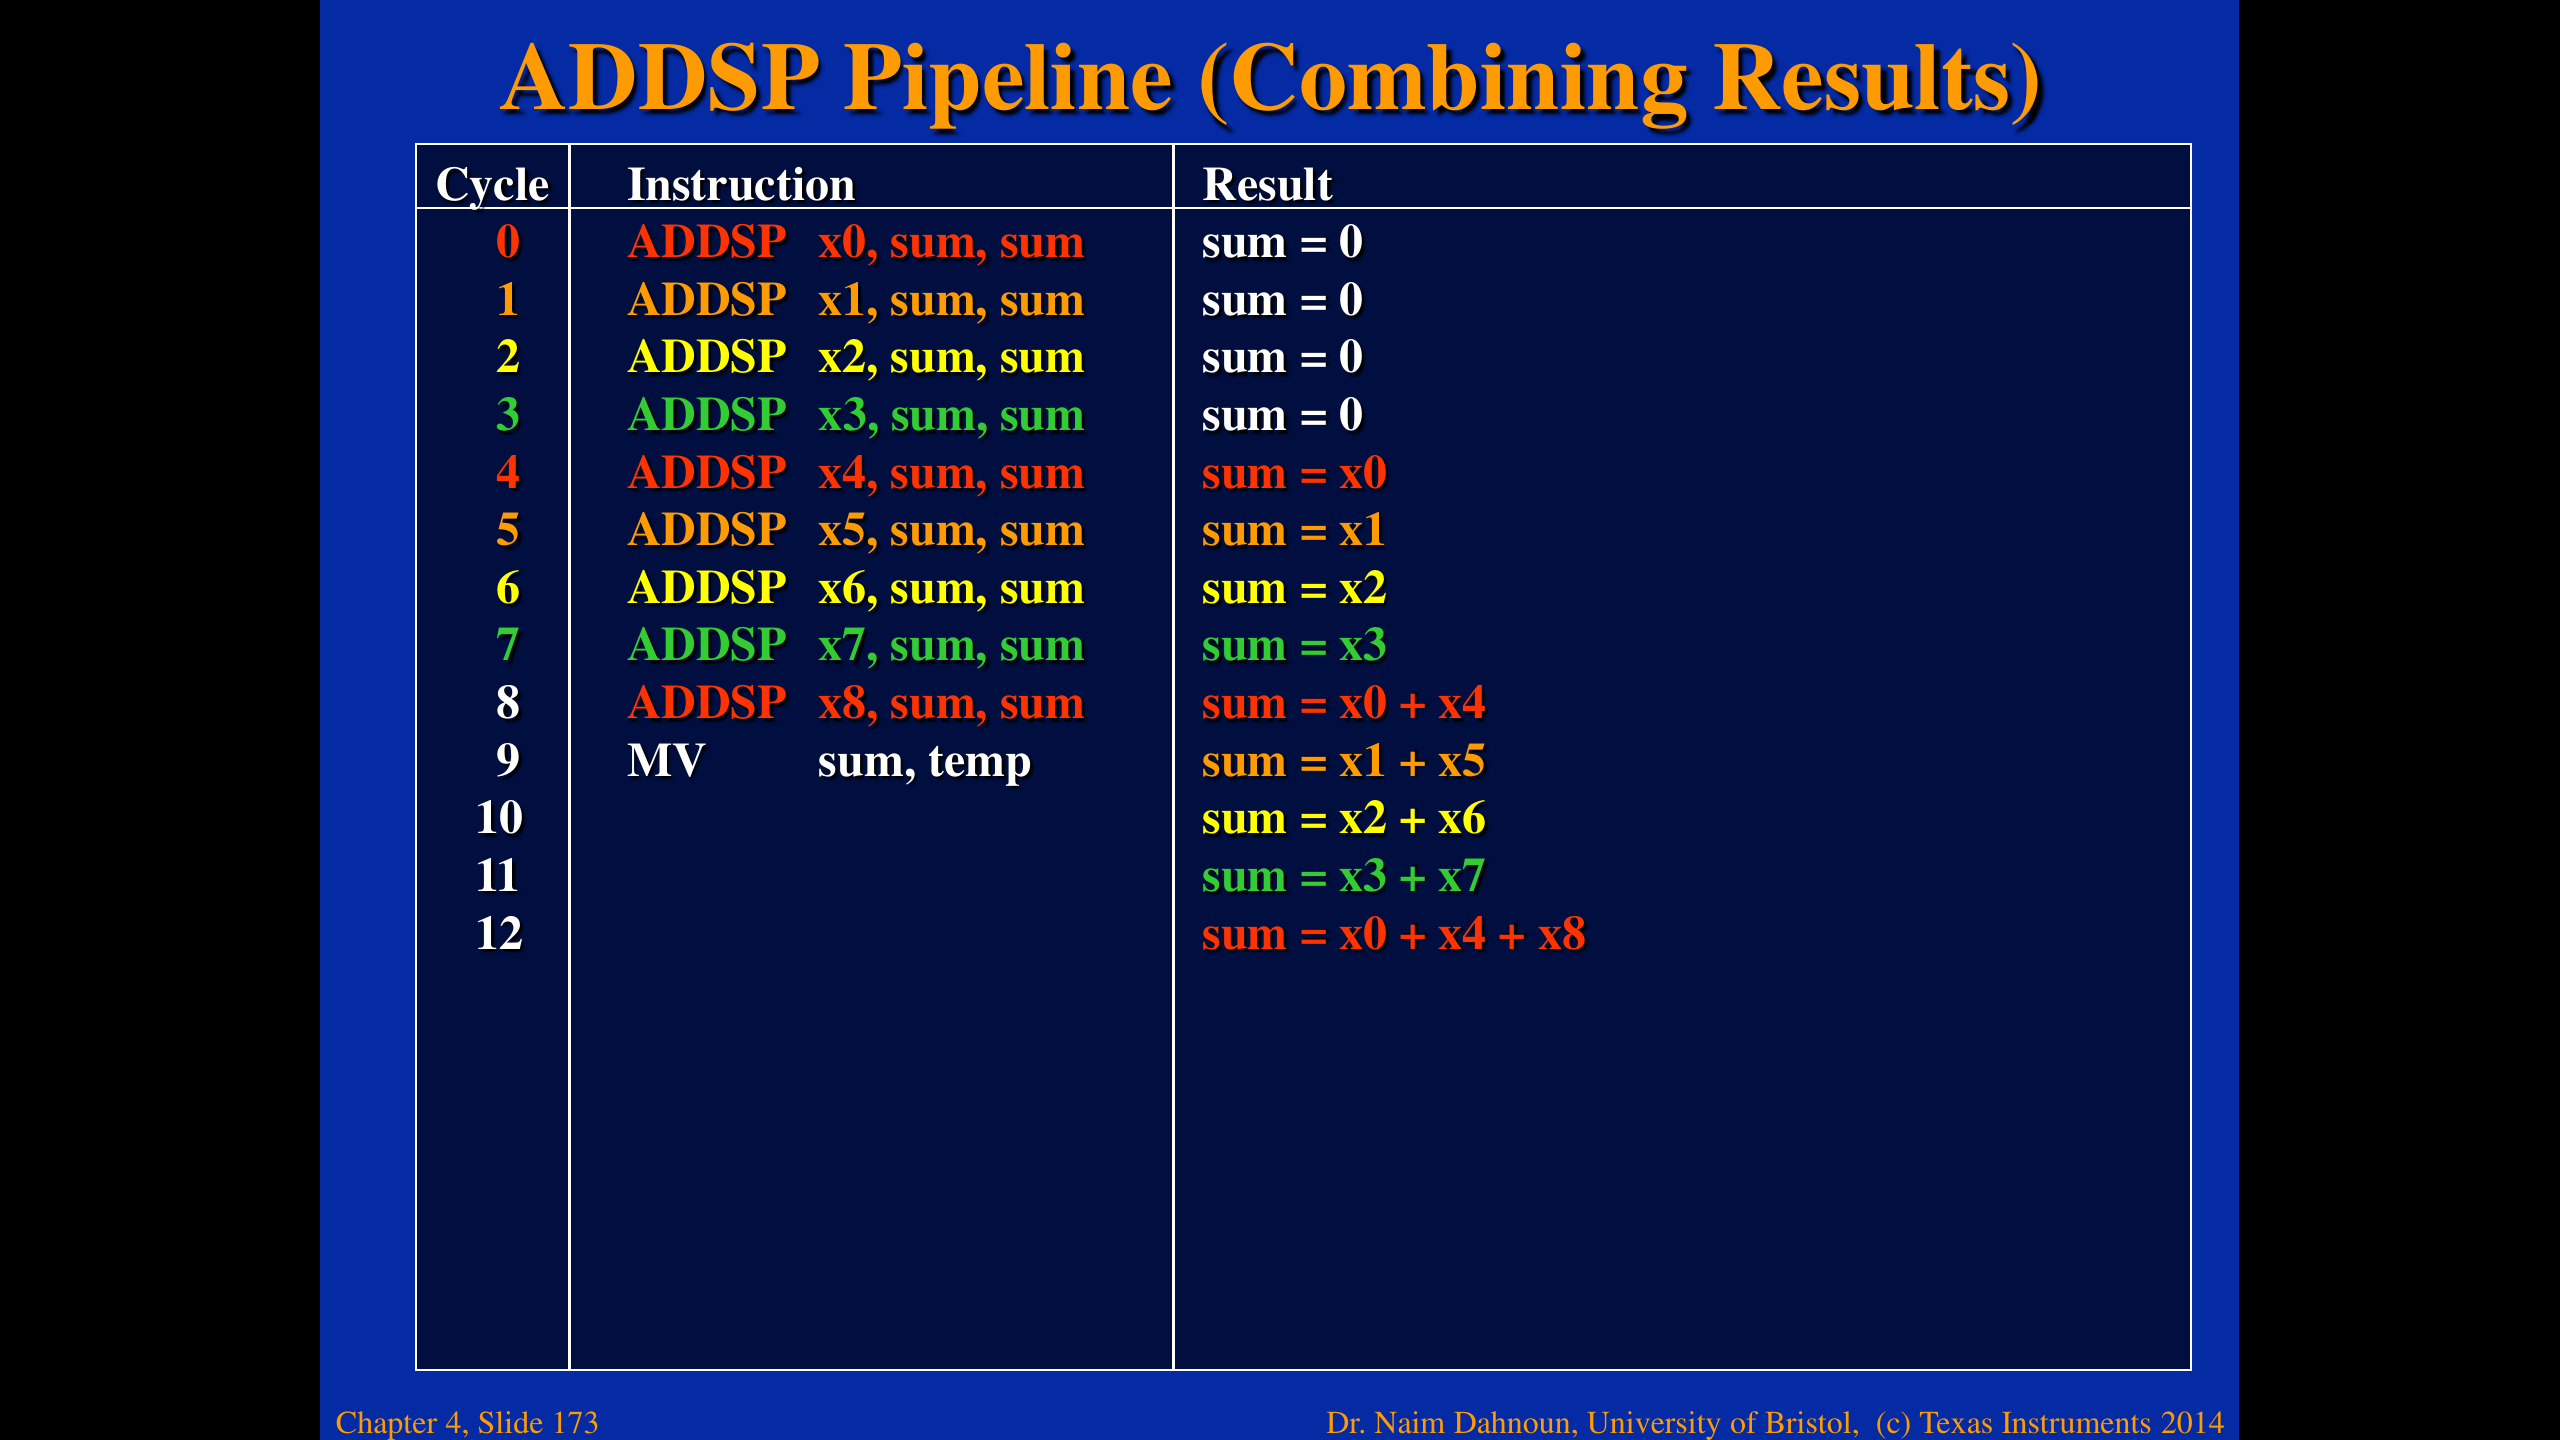 ADDSP Pipeline (Combining Results)
Cycle Instruction Result
0 ADDSP x0, sum, sum sum = 0
1 ADDSP x1, sum, sum sum = 0
2 ADDSP x2, sum, sum sum = 0
3 ADDSP x3, sum, sum sum = 0
4 ADDSP x4, sum, sum sum = x0
5 ADDSP x5, sum, sum sum = x1
6 ADDSP x6, sum, sum sum = x2
7 ADDSP x7, sum, sum sum = x3
8 ADDSP x8, sum, sum sum = x0 + x4
9 MV sum, temp sum = x1 + x5
10 sum = x2 + x6
11 sum = x3 + x7
12 sum = x0 + x4 + x8
Chapter 4, Slide 173 Dr. Naim Dahnoun, University of Bristol, (c) Texas Instruments 2014